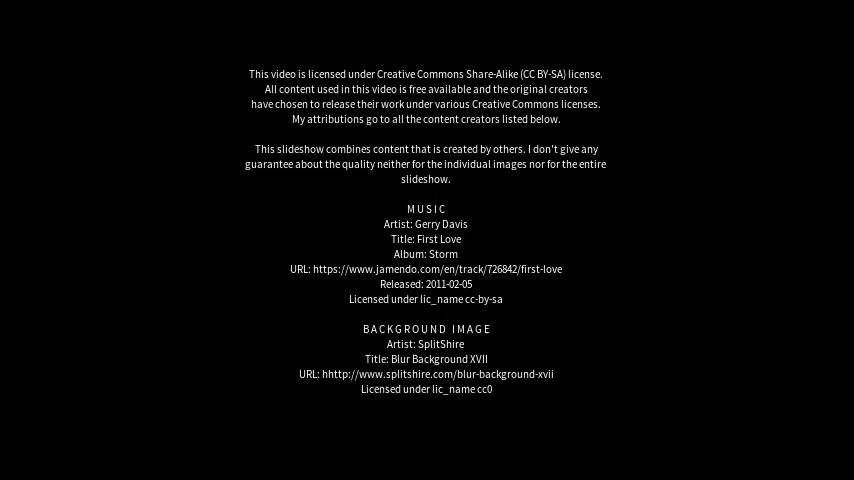 This video is licensed under Creative Commons Share-Alike (CC BY-SA) license.
All content used in this video is free available and the original creators
have chosen to release their work under various Creative Commons licenses.
My attributions go to all the content creators listed below.
This slideshow combines content that is created by others. I don't give any
guarantee about the quality neither for the individual images nor for the entire
slideshow.
MUSIC
Artist: Gerry Davis
Title: First Love
Album: Storm
URL: https://www.jamendo.com/en/track/726842/first-love
Released: 2011-02-05
Licensed under lic_name cc-by-sa
BACKGROUND IMAGE
Artist: SplitShire
Title: Blur Background XVII
URL: hhttp://www.splitshire.com/blur-background-xvii
Licensed under lic_name cc0